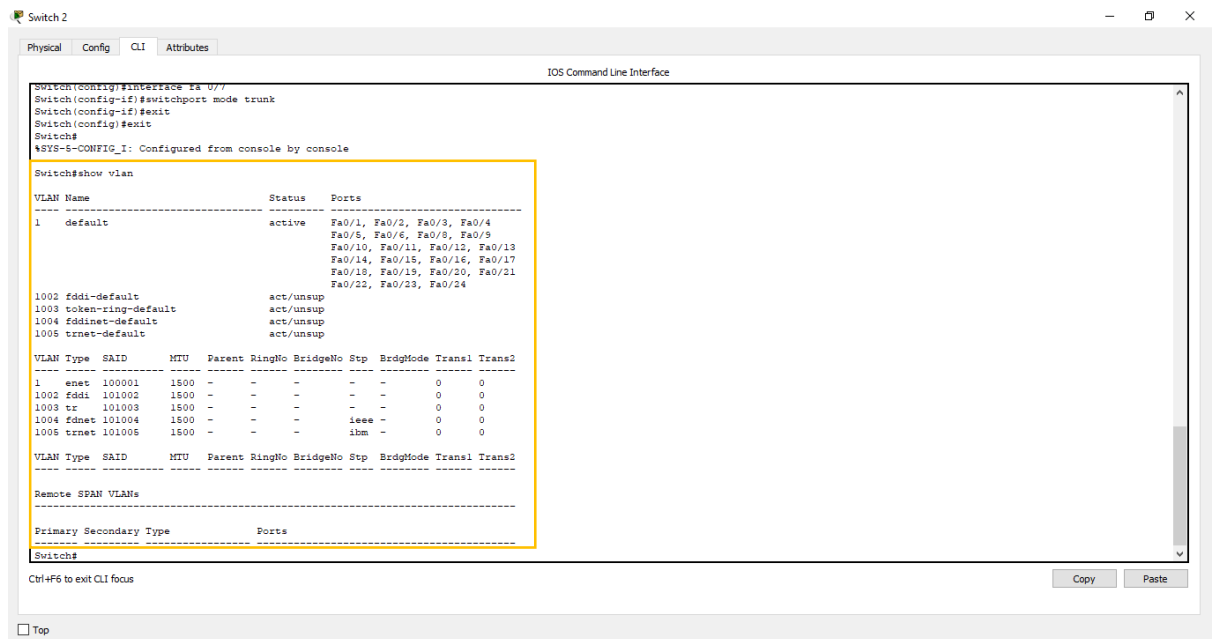 Switch 2
Physical Config CLI Attributes
IOS Command Line Interface
Switch(config)#interface fa 0/7
Switch(config-if)#switchport mode trunk
Switch(config-if)#exit
Switch(config)#exit
Switch#
%SYS-5-CONFIG_I: Configured from console by console
Switch#show vlan
VLAN Name                             Status    Ports
---- -------------------------------- --------- -------------------------------
1    default                          active    Fa0/1, Fa0/2, Fa0/3, Fa0/4
                                                Fa0/5, Fa0/6, Fa0/8, Fa0/9
                                                Fa0/10, Fa0/11, Fa0/12, Fa0/13
                                                Fa0/14, Fa0/15, Fa0/16, Fa0/17
                                                Fa0/18, Fa0/19, Fa0/20, Fa0/21
                                                Fa0/22, Fa0/23, Fa0/24
1002 fddi-default                     act/unsup
1003 token-ring-default               act/unsup
1004 fddinet-default                  act/unsup
1005 trnet-default                    act/unsup
VLAN Type  SAID       MTU   Parent RingNo BridgeNo Stp  BrdgMode Trans1 Trans2
---- ----- ---------- ----- ------ ------ -------- ---- -------- ------ ------
1    enet  100001     1500  -      -      -        -    -        0      0
1002 fddi  101002     1500  -      -      -        -    -        0      0
1003 tr    101003     1500  -      -      -        -    -        0      0
1004 fdnet 101004     1500  -      -      -        ieee -        0      0
1005 trnet 101005     1500  -      -      -        ibm  -        0      0
VLAN Type  SAID       MTU   Parent RingNo BridgeNo Stp  BrdgMode Trans1 Trans2
---- ----- ---------- ----- ------ ------ -------- ---- -------- ------ ------
Remote SPAN VLANs
------------------------------------------------------------------------------
Primary Secondary Type              Ports
------- --------- ----------------- ------------------------------------------
Switch#
Ctrl+F6 to exit CLI focus
Copy Paste
Top